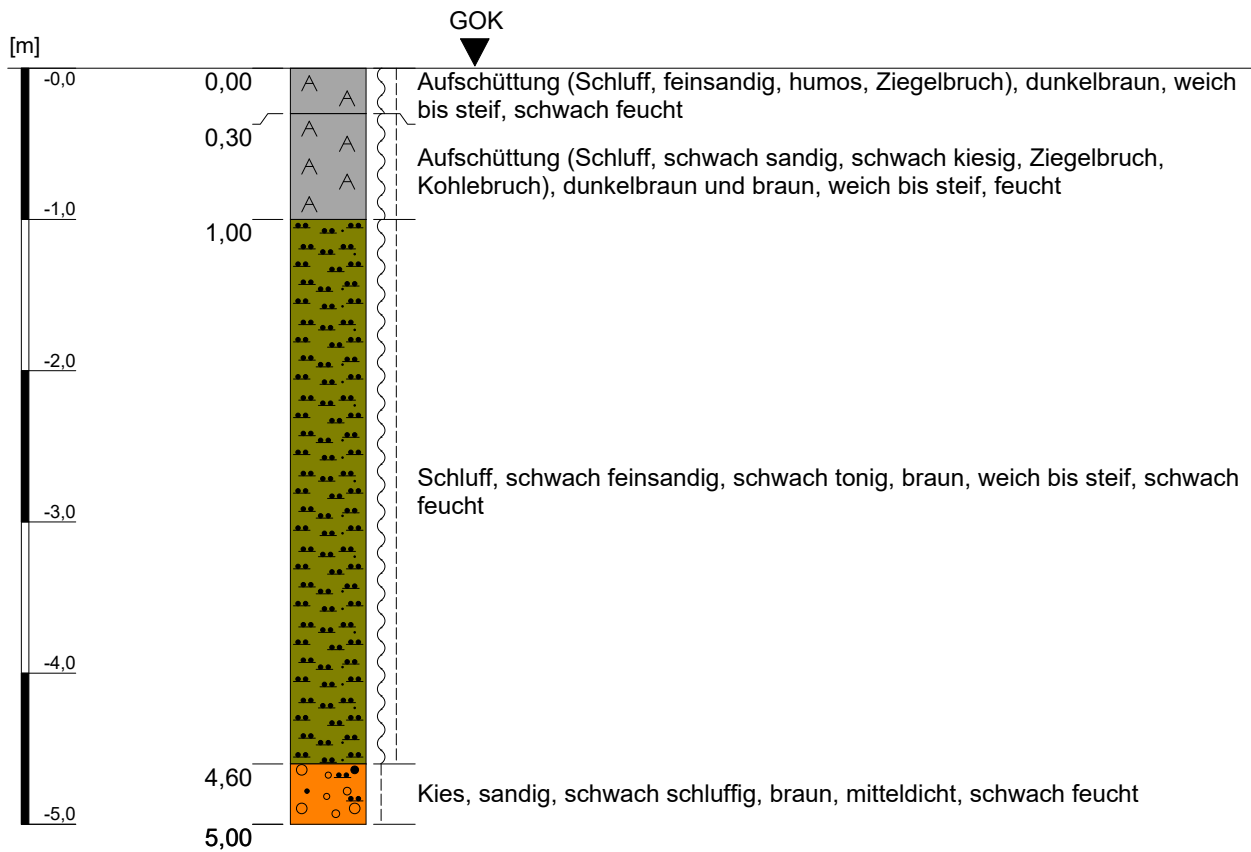 GOK
[m]
-0,0
0,00
Aufschüttung (Schluff, feinsandig, humos, Ziegelbruch), dunkelbraun, weich
bis steif, schwach feucht
0,30
Aufschüttung (Schluff, schwach sandig, schwach kiesig, Ziegelbruch,
Kohlebruch), dunkelbraun und braun, weich bis steif, feucht
-1,0
1,00
-2,0
Schluff, schwach feinsandig, schwach tonig, braun, weich bis steif, schwach
feucht
-3,0
-4,0
4,60
Kies, sandig, schwach schluffig, braun, mitteldicht, schwach feucht
-5,0
5,00